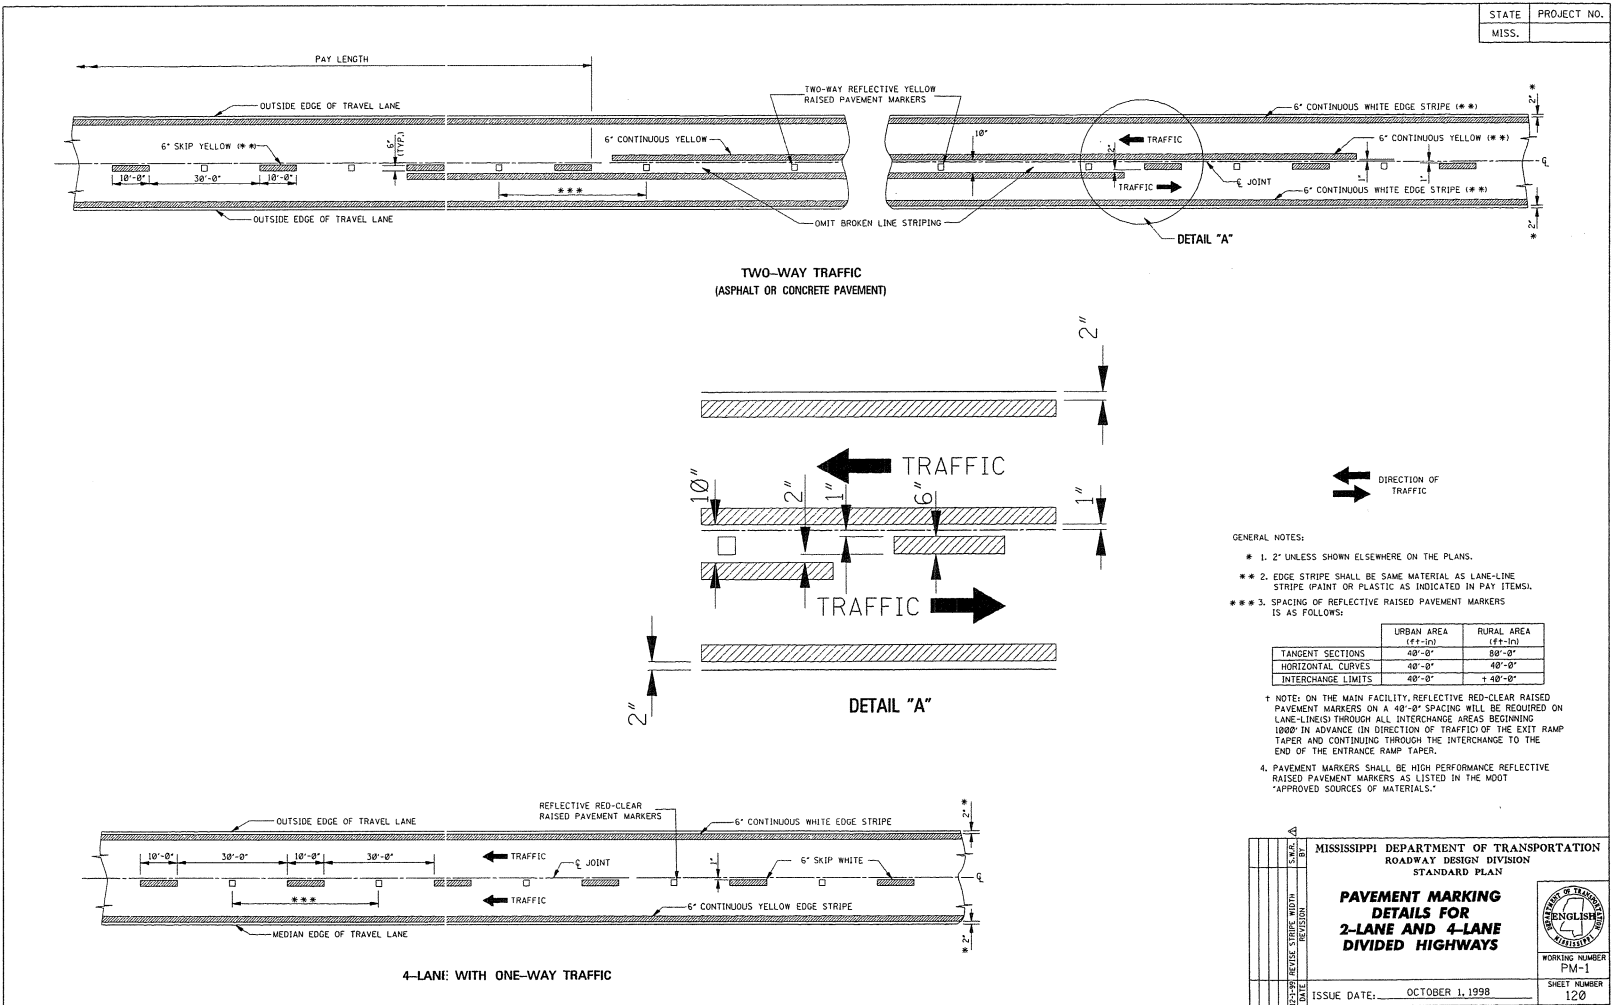 STATE PROJECT NO.
MISS.
PAY LENGTH
OUTSIDE EDGE OF TRAVEL LANE
TWO-WAY REFLECTIVE YELLOW
RAISED PAVEMENT MARKERS
6" CONTINUOUS WHITE EDGE STRIPE (**)
2" *
6" SKIP YELLOW (**)
6"
(TYP.)
6" CONTINUOUS YELLOW
10"
2"
TRAFFIC
6" CONTINUOUS YELLOW (**)
10'-0" 30'-0" 10'-0"
***
TRAFFIC
℄ JOINT
1"
1"
℄
6" CONTINUOUS WHITE EDGE STRIPE (**)
OUTSIDE EDGE OF TRAVEL LANE
OMIT BROKEN LINE STRIPING
* 2"
DETAIL "A"
TWO-WAY TRAFFIC
(ASPHALT OR CONCRETE PAVEMENT)
2"
TRAFFIC
10"
2"
1"
6"
1"
TRAFFIC
2"
DETAIL "A"
DIRECTION OF
TRAFFIC
GENERAL NOTES:
* 1. 2" UNLESS SHOWN ELSEWHERE ON THE PLANS.
** 2. EDGE STRIPE SHALL BE SAME MATERIAL AS LANE-LINE
STRIPE (PAINT OR PLASTIC AS INDICATED IN PAY ITEMS).
*** 3. SPACING OF REFLECTIVE RAISED PAVEMENT MARKERS
IS AS FOLLOWS:
URBAN AREA RURAL AREA
(ft-in) (ft-in)
TANGENT SECTIONS 40'-0" 80'-0"
HORIZONTAL CURVES 40'-0" 40'-0"
INTERCHANGE LIMITS 40'-0" † 40'-0"
† NOTE: ON THE MAIN FACILITY, REFLECTIVE RED-CLEAR RAISED
PAVEMENT MARKERS ON A 40'-0" SPACING WILL BE REQUIRED ON
LANE-LINE(S) THROUGH ALL INTERCHANGE AREAS BEGINNING
1000' IN ADVANCE (IN DIRECTION OF TRAFFIC) OF THE EXIT RAMP
TAPER AND CONTINUING THROUGH THE INTERCHANGE TO THE
END OF THE ENTRANCE RAMP TAPER.
4. PAVEMENT MARKERS SHALL BE HIGH PERFORMANCE REFLECTIVE
RAISED PAVEMENT MARKERS AS LISTED IN THE MDOT
"APPROVED SOURCES OF MATERIALS."
OUTSIDE EDGE OF TRAVEL LANE
REFLECTIVE RED-CLEAR
RAISED PAVEMENT MARKERS
6" CONTINUOUS WHITE EDGE STRIPE
2" *
10'-0" 30'-0" 10'-0" 30'-0"
TRAFFIC
℄ JOINT
1"
6" SKIP WHITE
℄
***
TRAFFIC
6" CONTINUOUS YELLOW EDGE STRIPE
MEDIAN EDGE OF TRAVEL LANE
* 2"
4-LANE WITH ONE-WAY TRAFFIC
S.W.R. BY
REVISE STRIPE WIDTH REVISION
12-1-99 DATE
MISSISSIPPI DEPARTMENT OF TRANSPORTATION
ROADWAY DESIGN DIVISION
STANDARD PLAN
PAVEMENT MARKING
DETAILS FOR
2-LANE AND 4-LANE
DIVIDED HIGHWAYS
DEPARTMENT OF TRANSPORTATION
ENGLISH
MISSISSIPPI
WORKING NUMBER
PM-1
ISSUE DATE: OCTOBER 1, 1998
SHEET NUMBER
120